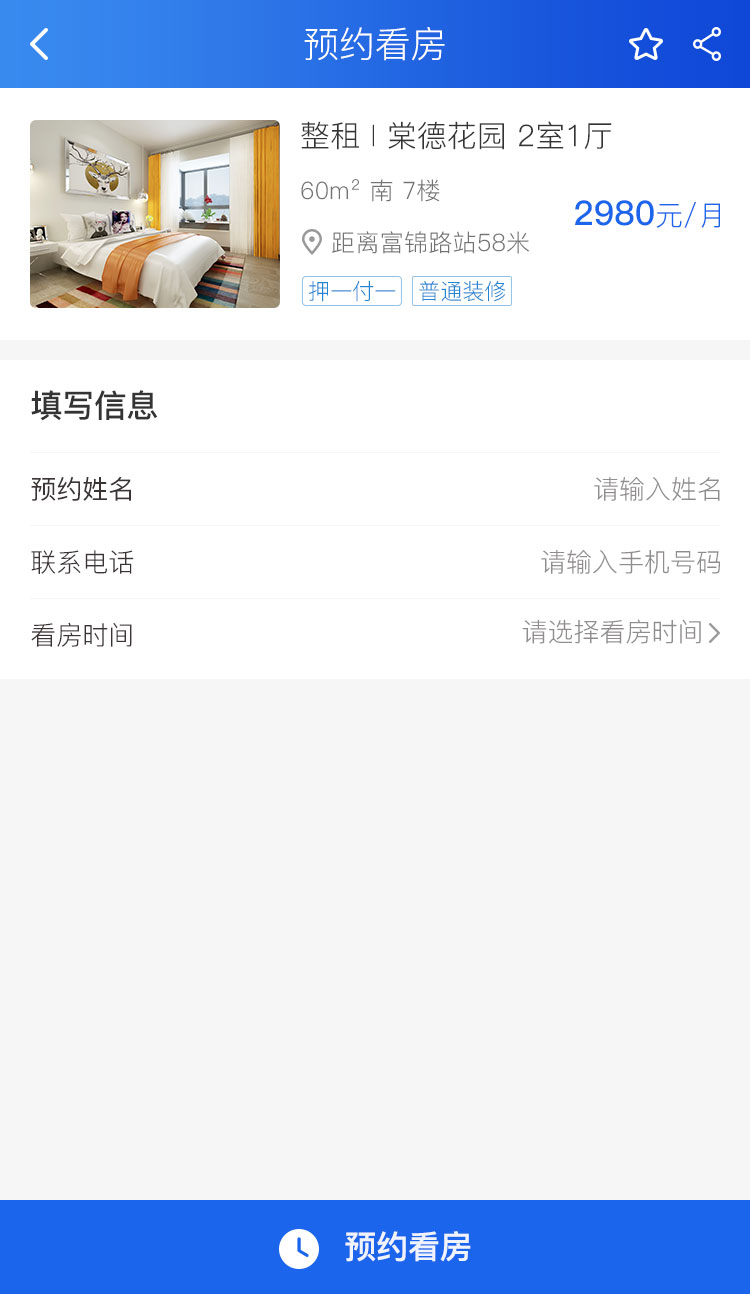 预约看房
整租 | 棠德花园 2室1厅
60m² 南 7楼
2980元/月
距离富锦路站58米
押一付一 普通装修
填写信息
预约姓名 请输入姓名
联系电话 请输入手机号码
看房时间 请选择看房时间
预约看房